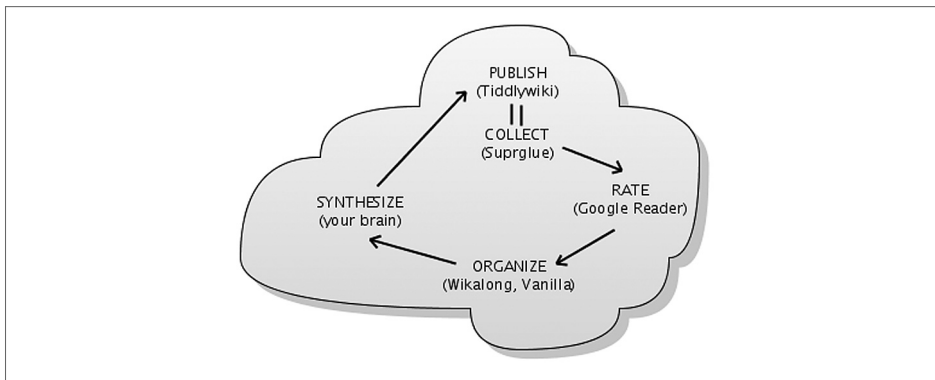 PUBLISH
(Tiddlywiki)
COLLECT
(Suprglue)
RATE
(Google Reader)
SYNTHESIZE
(your brain)
ORGANIZE
(Wikalong, Vanilla)